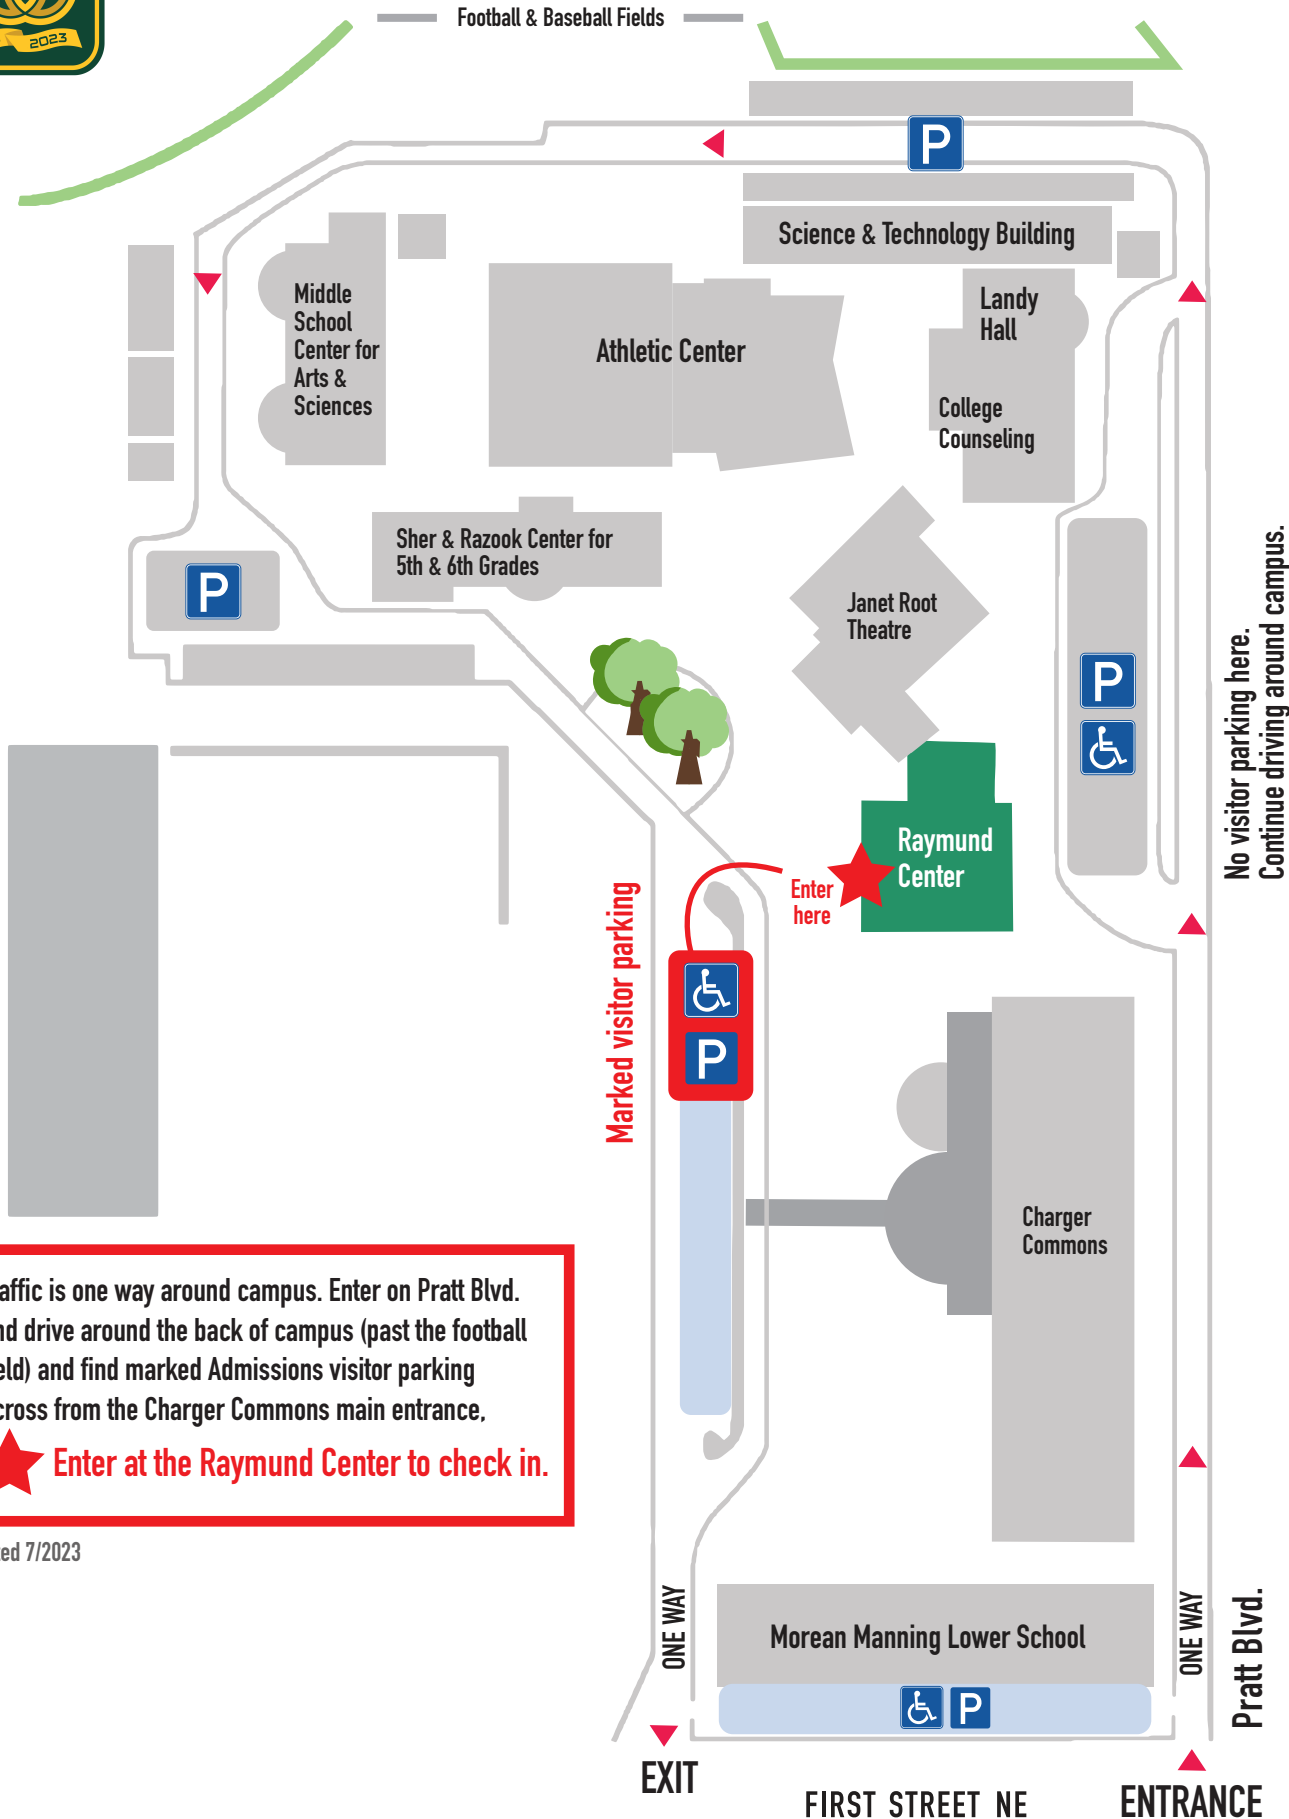 2023
Football & Baseball Fields
P
Science & Technology Building
Middle
School
Center for
Arts &
Sciences
Athletic Center
Landy
Hall
College
Counseling
Sher & Razook Center for
5th & 6th Grades
P
Janet Root
Theatre
P
No visitor parking here.
Continue driving around campus.
Raymund
Center
Enter
here
Marked visitor parking
P
Charger
Commons
affic is one way around campus. Enter on Pratt Blvd.
nd drive around the back of campus (past the football
eld) and find marked Admissions visitor parking
cross from the Charger Commons main entrance,
Enter at the Raymund Center to check in.
ted 7/2023
ONE WAY
Morean Manning Lower School
ONE WAY
Pratt Blvd.
P
EXIT
FIRST STREET NE
ENTRANCE